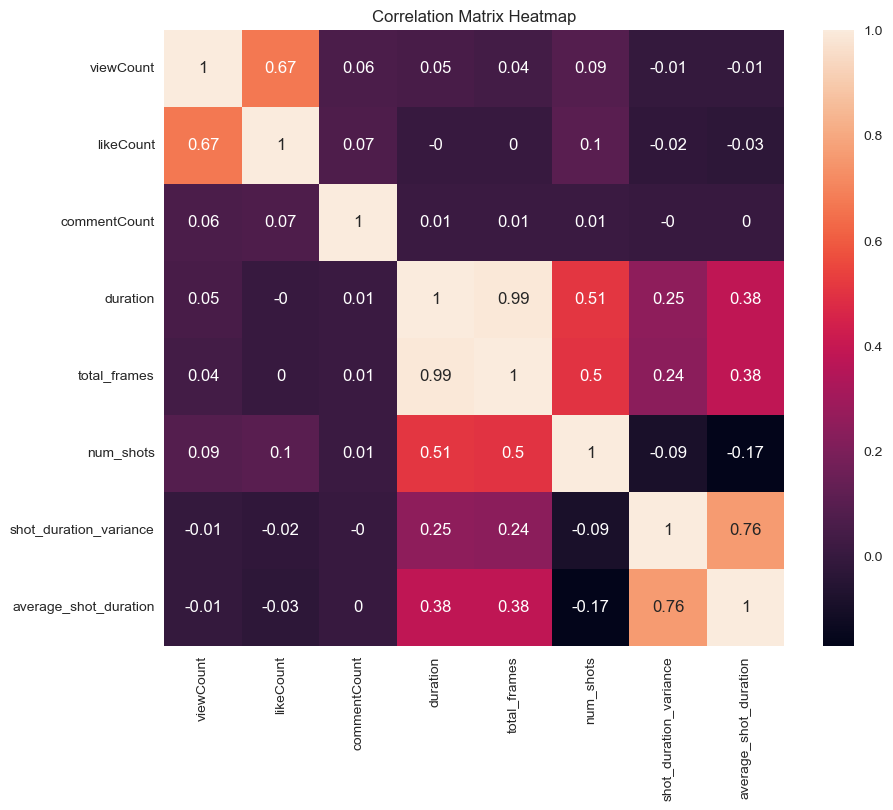 Correlation Matrix Heatmap
viewCount 1 0.67 0.06 0.05 0.04 0.09 -0.01 -0.01
likeCount 0.67 1 0.07 -0 0 0.1 -0.02 -0.03
commentCount 0.06 0.07 1 0.01 0.01 0.01 -0 0
duration 0.05 -0 0.01 1 0.99 0.51 0.25 0.38
total_frames 0.04 0 0.01 0.99 1 0.5 0.24 0.38
num_shots 0.09 0.1 0.01 0.51 0.5 1 -0.09 -0.17
shot_duration_variance -0.01 -0.02 -0 0.25 0.24 -0.09 1 0.76
average_shot_duration -0.01 -0.03 0 0.38 0.38 -0.17 0.76 1
viewCount
likeCount
commentCount
duration
total_frames
num_shots
shot_duration_variance
average_shot_duration
1.0
0.8
0.6
0.4
0.2
0.0